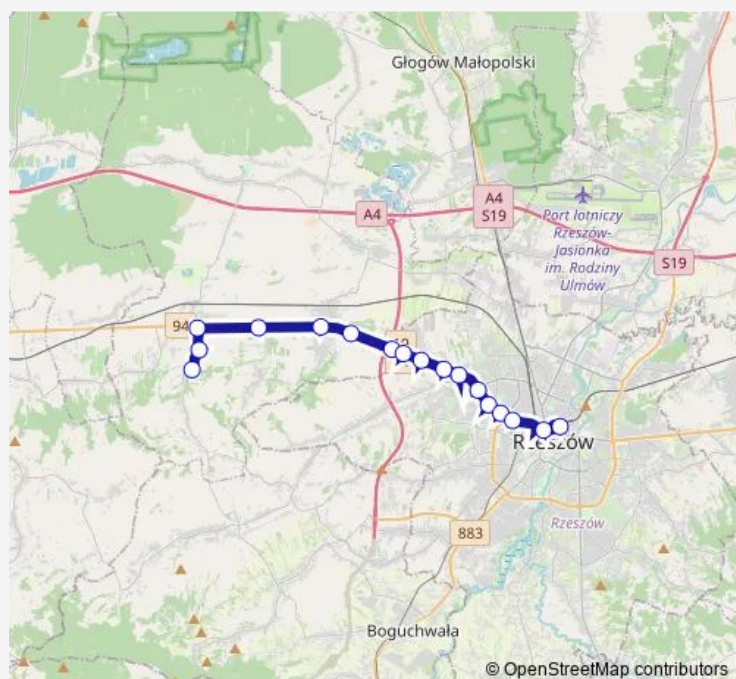 Głogów Małopolski
A4
A4
S19
Port lotniczy
Rzeszów-
Jasionka
im. Rodziny
Ulmów
S19
94
Rzeszów
Rzeszów
883
Boguchwała
© OpenStreetMap contributors